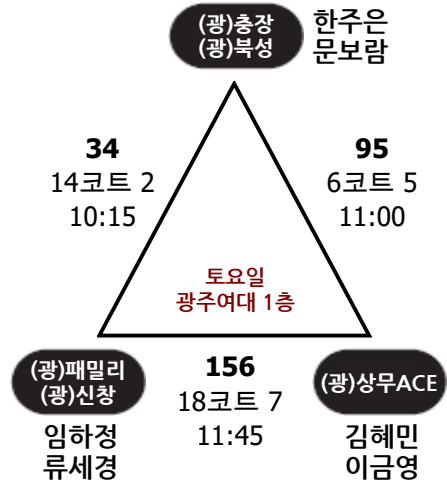 (광)충장
(광)북성
한주은
문보람
34
14코트 2
10:15
95
6코트 5
11:00
토요일
광주여대 1층
(광)패밀리
(광)신창
임하정
류세경
156
18코트 7
11:45
(광)상무ACE
김혜민
이금영